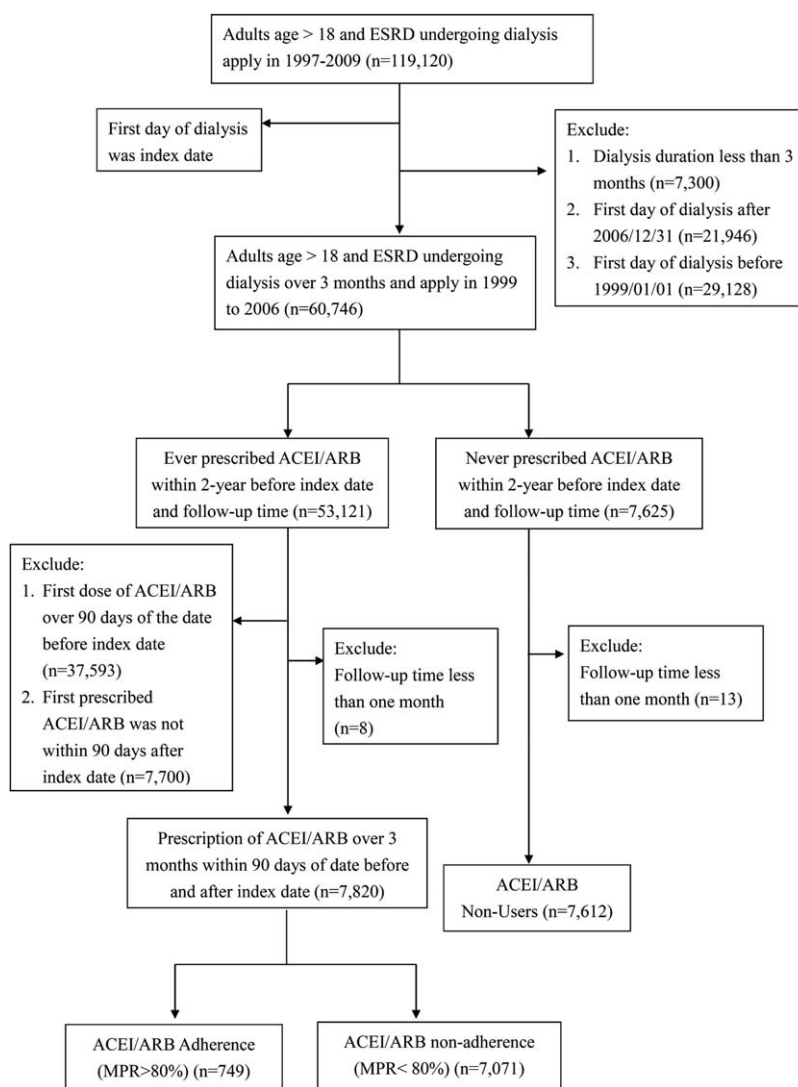 Adults age > 18 and ESRD undergoing dialysis
apply in 1997-2009 (n=119,120)
First day of dialysis
was index date
Exclude:
1. Dialysis duration less than 3
months (n=7,300)
2. First day of dialysis after
2006/12/31 (n=21,946)
3. First day of dialysis before
1999/01/01 (n=29,128)
Adults age > 18 and ESRD undergoing
dialysis over 3 months and apply in 1999
to 2006 (n=60,746)
Ever prescribed ACEI/ARB
within 2-year before index date
and follow-up time (n=53,121)
Never prescribed ACEI/ARB
within 2-year before index date
and follow-up time (n=7,625)
Exclude:
1. First dose of ACEI/ARB
over 90 days of the date
before index date
(n=37,593)
2. First prescribed
ACEI/ARB was not
within 90 days after
index date (n=7,700)
Exclude:
Follow-up time less
than one month
(n=8)
Exclude:
Follow-up time less
than one month (n=13)
Prescription of ACEI/ARB over 3
months within 90 days of date before
and after index date (n=7,820)
ACEI/ARB
Non-Users (n=7,612)
ACEI/ARB Adherence
(MPR>80%) (n=749)
ACEI/ARB non-adherence
(MPR< 80%) (n=7,071)